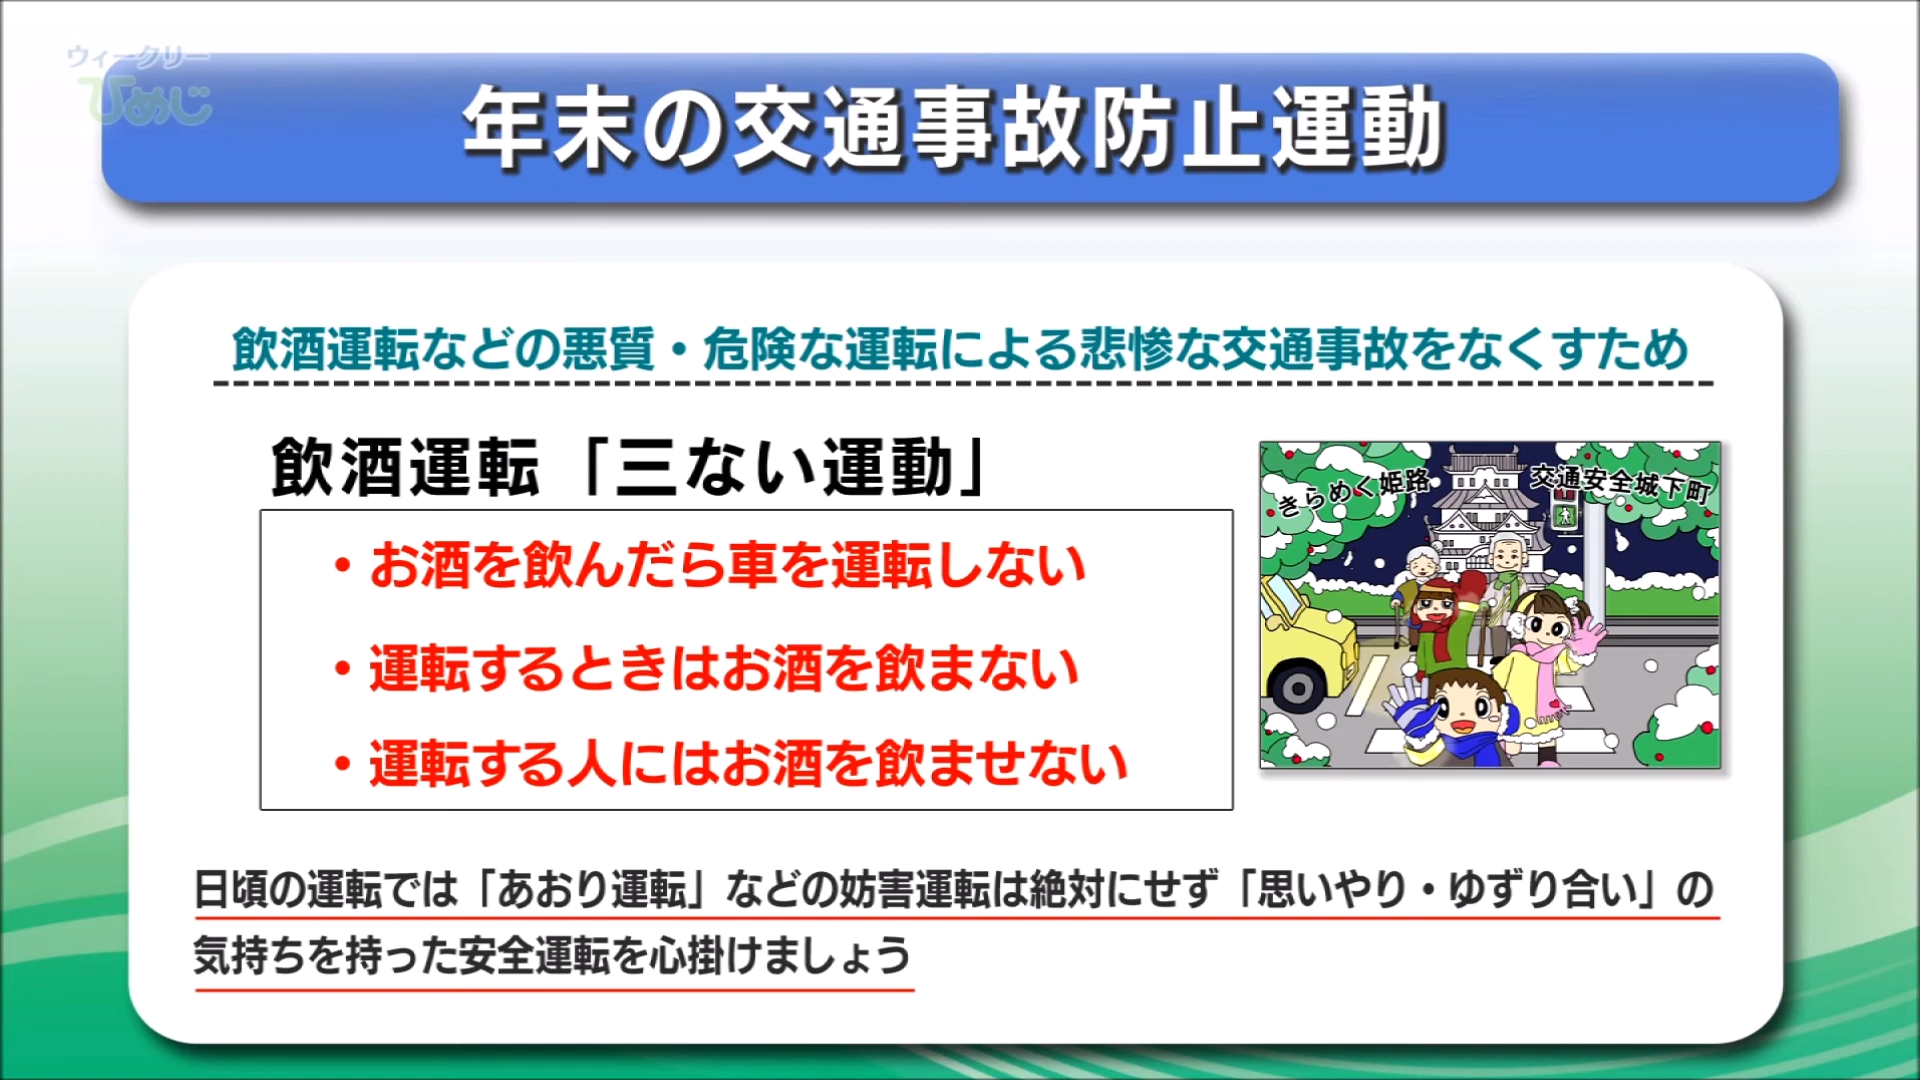 ウィークリー
ひめじ
年末の交通事故防止運動
飲酒運転などの悪質・危険な運転による悲惨な交通事故をなくすため
飲酒運転「三ない運動」
・お酒を飲んだら車を運転しない
・運転するときはお酒を飲まない
・運転する人にはお酒を飲ませない
きらめく姫路
交通安全城下町
日頃の運転では「あおり運転」などの妨害運転は絶対にせず「思いやり・ゆずり合い」の
気持ちを持った安全運転を心掛けましょう